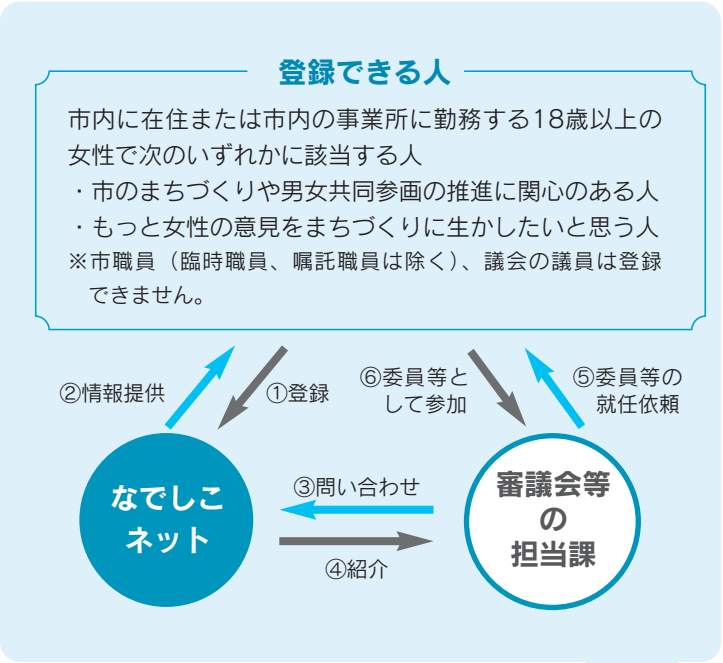 登録できる人
市内に在住または市内の事業所に勤務する18歳以上の
女性で次のいずれかに該当する人
・市のまちづくりや男女共同参画の推進に関心のある人
・もっと女性の意見をまちづくりに生かしたいと思う人
※市職員（臨時職員、嘱託職員は除く）、議会の議員は登録
できません。
②情報提供
①登録
⑥委員等と
して参加
⑤委員等の
就任依頼
なでしこ
ネット
③問い合わせ
④紹介
審議会等
の
担当課